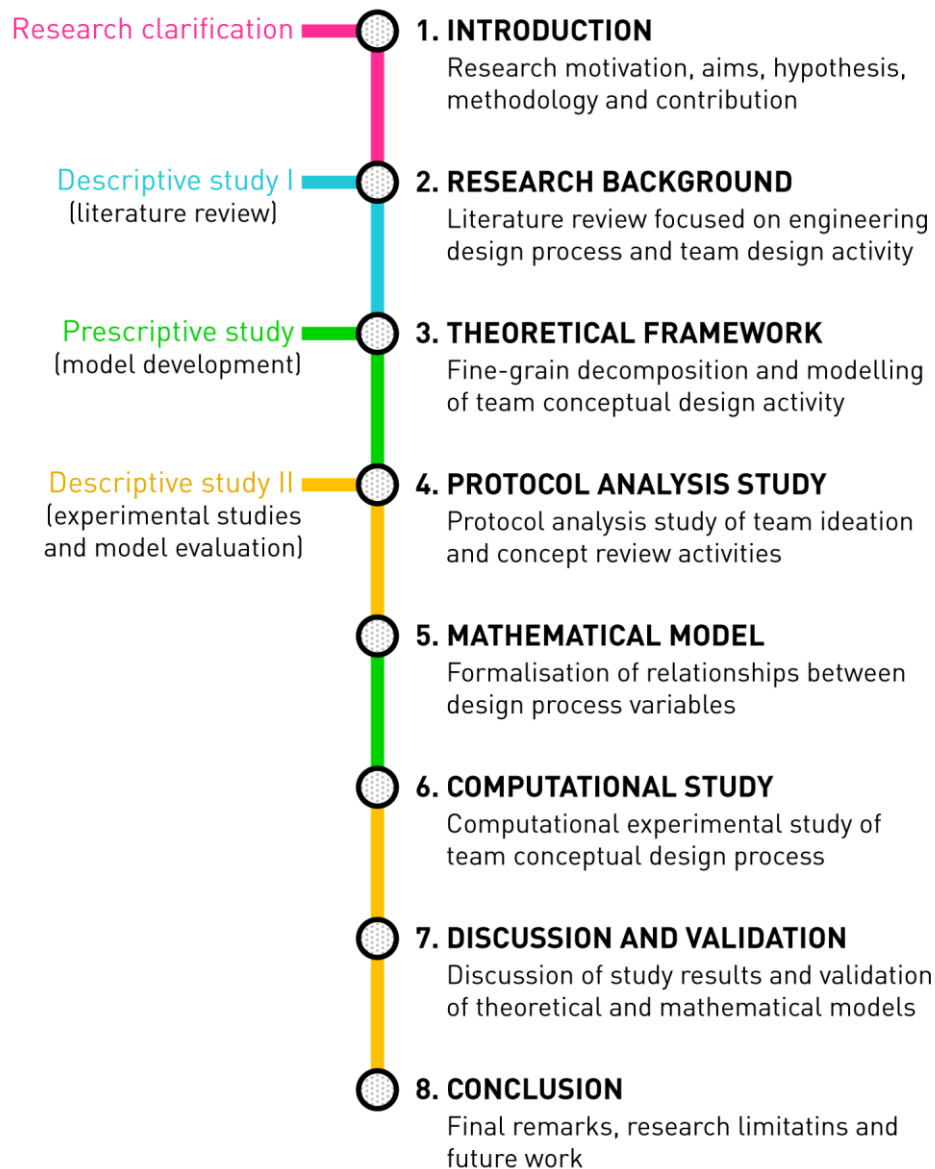 Research clarification
1. INTRODUCTION
Research motivation, aims, hypothesis,
methodology and contribution
Descriptive study I
(literature review)
2. RESEARCH BACKGROUND
Literature review focused on engineering
design process and team design activity
Prescriptive study
(model development)
3. THEORETICAL FRAMEWORK
Fine-grain decomposition and modelling
of team conceptual design activity
Descriptive study II
(experimental studies
and model evaluation)
4. PROTOCOL ANALYSIS STUDY
Protocol analysis study of team ideation
and concept review activities
5. MATHEMATICAL MODEL
Formalisation of relationships between
design process variables
6. COMPUTATIONAL STUDY
Computational experimental study of
team conceptual design process
7. DISCUSSION AND VALIDATION
Discussion of study results and validation
of theoretical and mathematical models
8. CONCLUSION
Final remarks, research limitatins and
future work